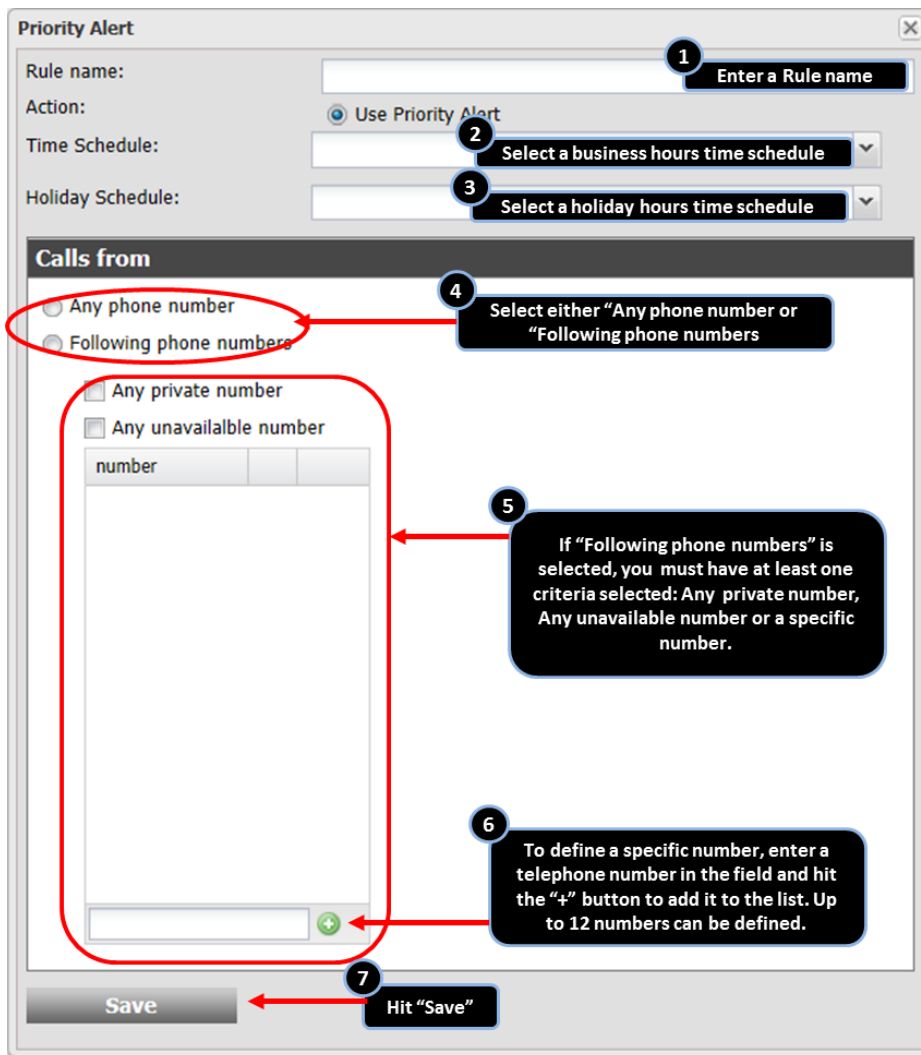 Priority Alert
Rule name:
1
Enter a Rule name
Action:
Use Priority Alert
2
Time Schedule:
Select a business hours time schedule
3
Holiday Schedule:
Select a holiday hours time schedule
Calls from
Any phone number
4
Select either “Any phone number or
“Following phone numbers
Following phone numbers
Any private number
Any unavailalble number
number
5
If “Following phone numbers” is
selected, you must have at least one
criteria selected: Any private number,
Any unavailable number or a specific
number.
6
To define a specific number, enter a
telephone number in the field and hit
the “+” button to add it to the list. Up
to 12 numbers can be defined.
7
Save
Hit “Save”